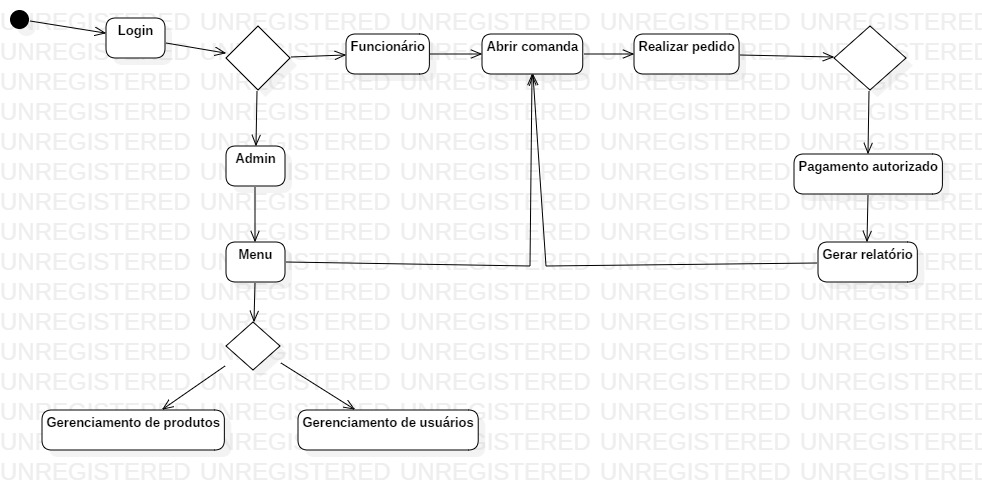 Login
Funcionário
Abrir comanda
Realizar pedido
Admin
Pagamento autorizado
Menu
Gerar relatório
Gerenciamento de produtos
Gerenciamento de usuários
UNREGISTERED UNREGISTERED UNREGISTERED UNREGISTERED UNREGISTERED